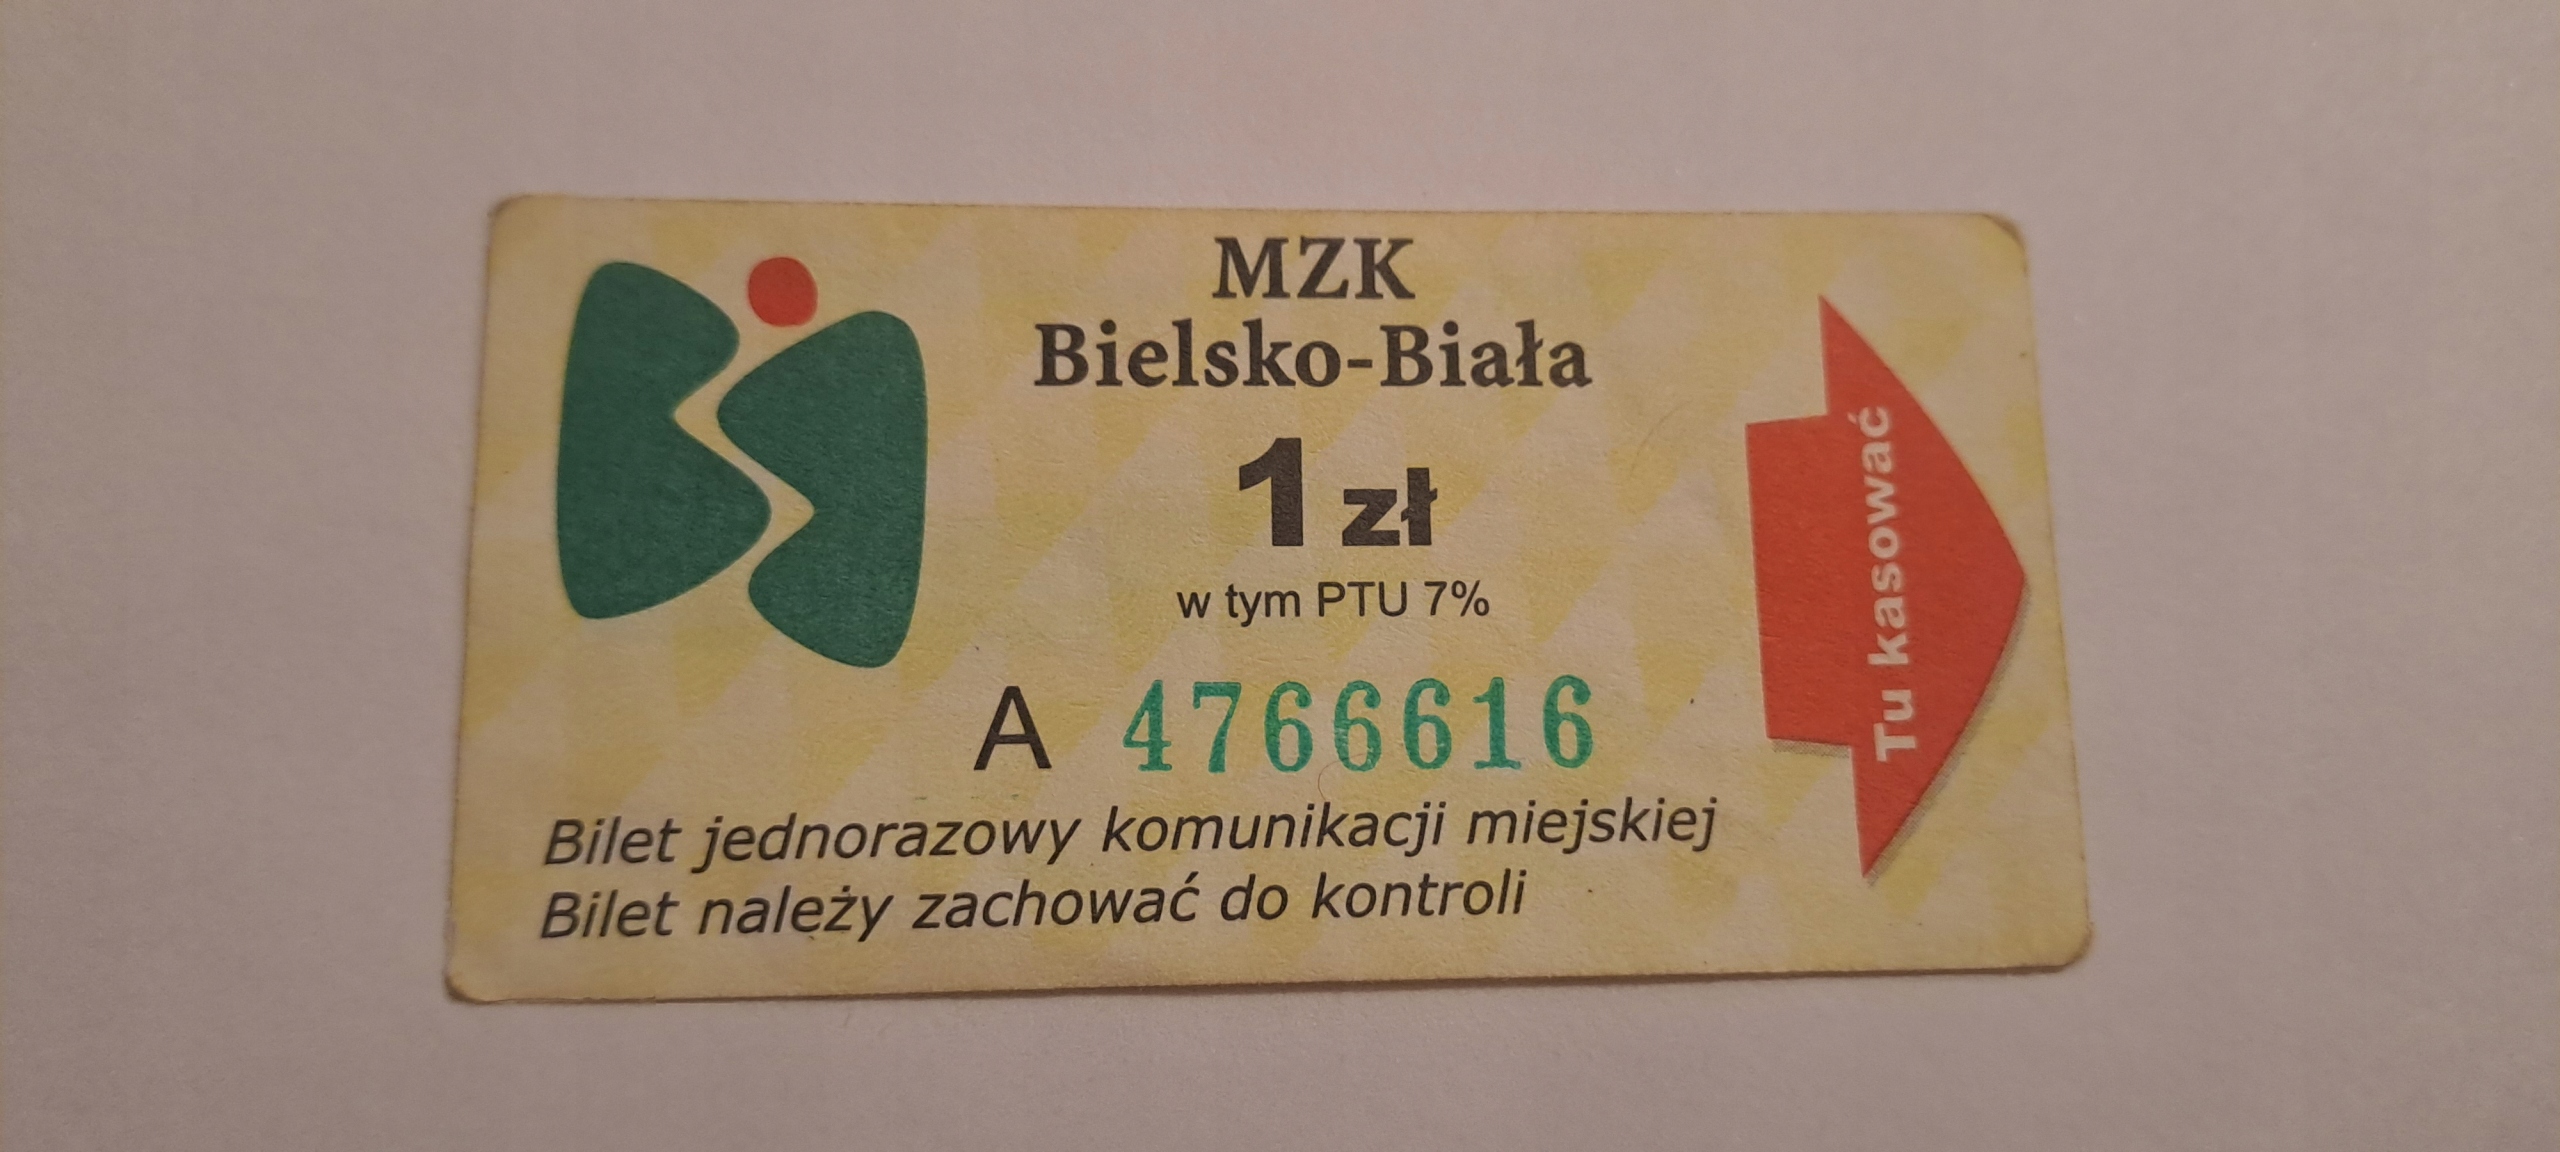 MZK
Bielsko-Biała
1 zł
w tym PTU 7%
A 4766616
Bilet jednorazowy komunikacji miejskiej
Bilet należy zachować do kontroli
Tu kasować